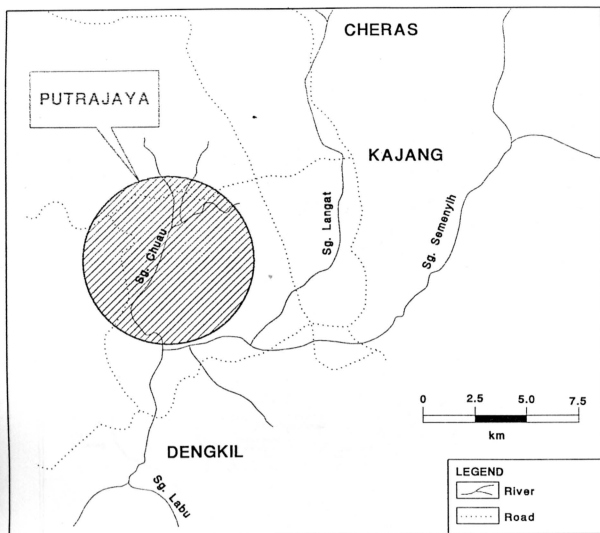 CHERAS
PUTRAJAYA
KAJANG
Sg. Langat
Sg. Semenyih
Sg. Chuau
0 2.5 5.0 7.5
km
DENGKIL
Sg. Labu
LEGEND
River
Road